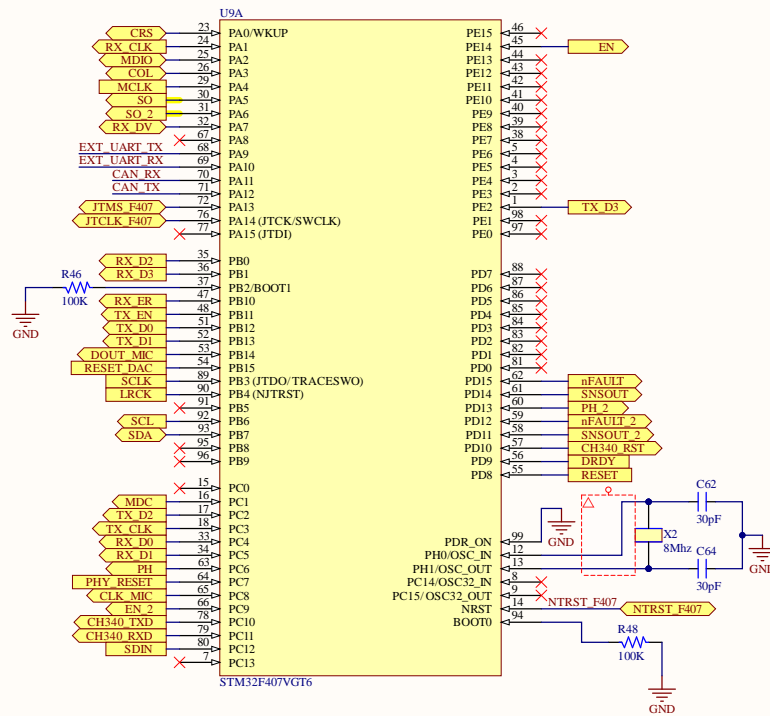 U9A
CRS 23 PA0/WKUP PE15 46
RX_CLK 24 PA1 PE14 45 EN
MDIO 25 PA2 PE13 44
COL 26 PA3 PE12 43
MCLK 29 PA4 PE11 42
SO 30 PA5 PE10 41
SO_2 31 PA6 PE9 40
RX_DV 32 PA7 PE8 39
67 PA8 PE7 38
EXT_UART_TX 68 PA9 PE6 5
EXT_UART_RX 69 PA10 PE5 4
CAN_RX 70 PA11 PE4 3
CAN_TX 71 PA12 PE3 2
JTMS_F407 72 PA13 PE2 1 TX_D3
JTCLK_F407 76 PA14 (JTCK/SWCLK) PE1 98
77 PA15 (JTDI) PE0 97
RX_D2 35 PB0
RX_D3 36 PB1 PD7 88
R46 100K GND 37 PB2/BOOT1 PD6 87
RX_ER 47 PB10 PD5 86
TX_EN 48 PB11 PD4 85
TX_D0 51 PB12 PD3 84
TX_D1 52 PB13 PD2 83
DOUT_MIC 53 PB14 PD1 82
RESET_DAC 54 PB15 PD0 81
SCLK 89 PB3 (JTDO/TRACESWO) PD15 62 nFAULT
LRCK 90 PB4 (NJTRST) PD14 61 SNSOUT
91 PB5 PD13 60 PH_2
SCL 92 PB6 PD12 59 nFAULT_2
SDA 93 PB7 PD11 58 SNSOUT_2
95 PB8 PD10 57 CH340_RST
96 PB9 PD9 56 DRDY
PD8 55 RESET
15 PC0
MDC 16 PC1
TX_D2 17 PC2
TX_CLK 18 PC3
RX_D0 33 PC4 PDR_ON 99 GND
RX_D1 34 PC5 PH0/OSC_IN 12
PH 63 PC6 PH1/OSC_OUT 13
PHY_RESET 64 PC7 PC14/OSC32_IN 8
CLK_MIC 65 PC8 PC15/OSC32_OUT 9
EN_2 66 PC9 NRST 14 NTRST_F407 NTRST_F407
CH340_TXD 78 PC10 BOOT0 94
CH340_RXD 79 PC11
SDIN 80 PC12
7 PC13
STM32F407VGT6
C62
30pF
X2
8Mhz
C64
30pF
GND
R48
100K
GND